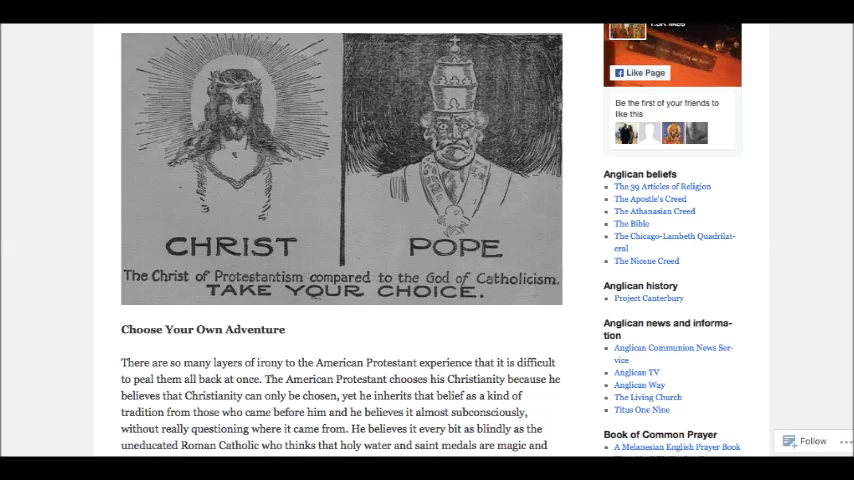 CHRIST
POPE
The Christ of Protestantism compared to the God of Catholicism.
TAKE YOUR CHOICE.
Choose Your Own Adventure
There are so many layers of irony to the American Protestant experience that it is difficult
to peal them all back at once. The American Protestant chooses his Christianity because he
believes that Christianity can only be chosen, yet he inherits that belief as a kind of
tradition from those who came before him and he believes it almost subconsciously,
without really questioning where it came from. He believes it every bit as blindly as the
uneducated Roman Catholic who thinks that holy water and saint medals are magic and
Like Page
Be the first of your friends to
like this
Anglican beliefs
The 39 Articles of Religion
The Apostle's Creed
The Athanasian Creed
The Bible
The Chicago-Lambeth Quadrilat-
eral
The Nicene Creed
Anglican history
Project Canterbury
Anglican news and informa-
tion
Anglican Communion News Ser-
vice
Anglican TV
Anglican Way
The Living Church
Titus One Nine
Book of Common Prayer
A Melanesian English Prayer Book
Follow